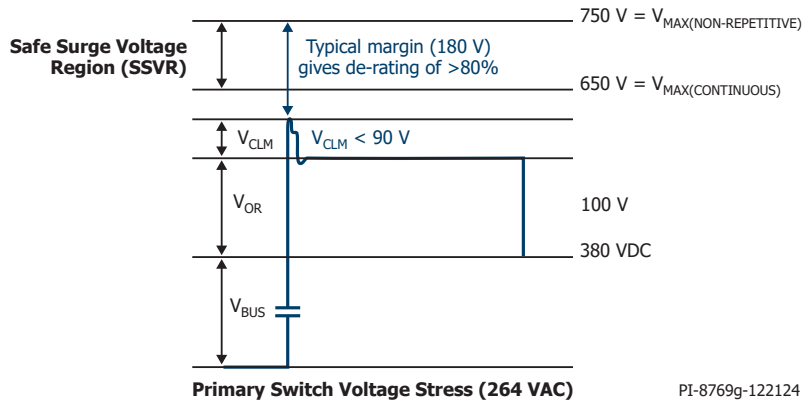 750 V = VMAX(NON-REPETITIVE)
Safe Surge Voltage
Region (SSVR)
Typical margin (180 V)
gives de-rating of >80%
650 V = VMAX(CONTINUOUS)
VCLM
VCLM < 90 V
VOR
100 V
380 VDC
VBUS
Primary Switch Voltage Stress (264 VAC)
PI-8769g-122124